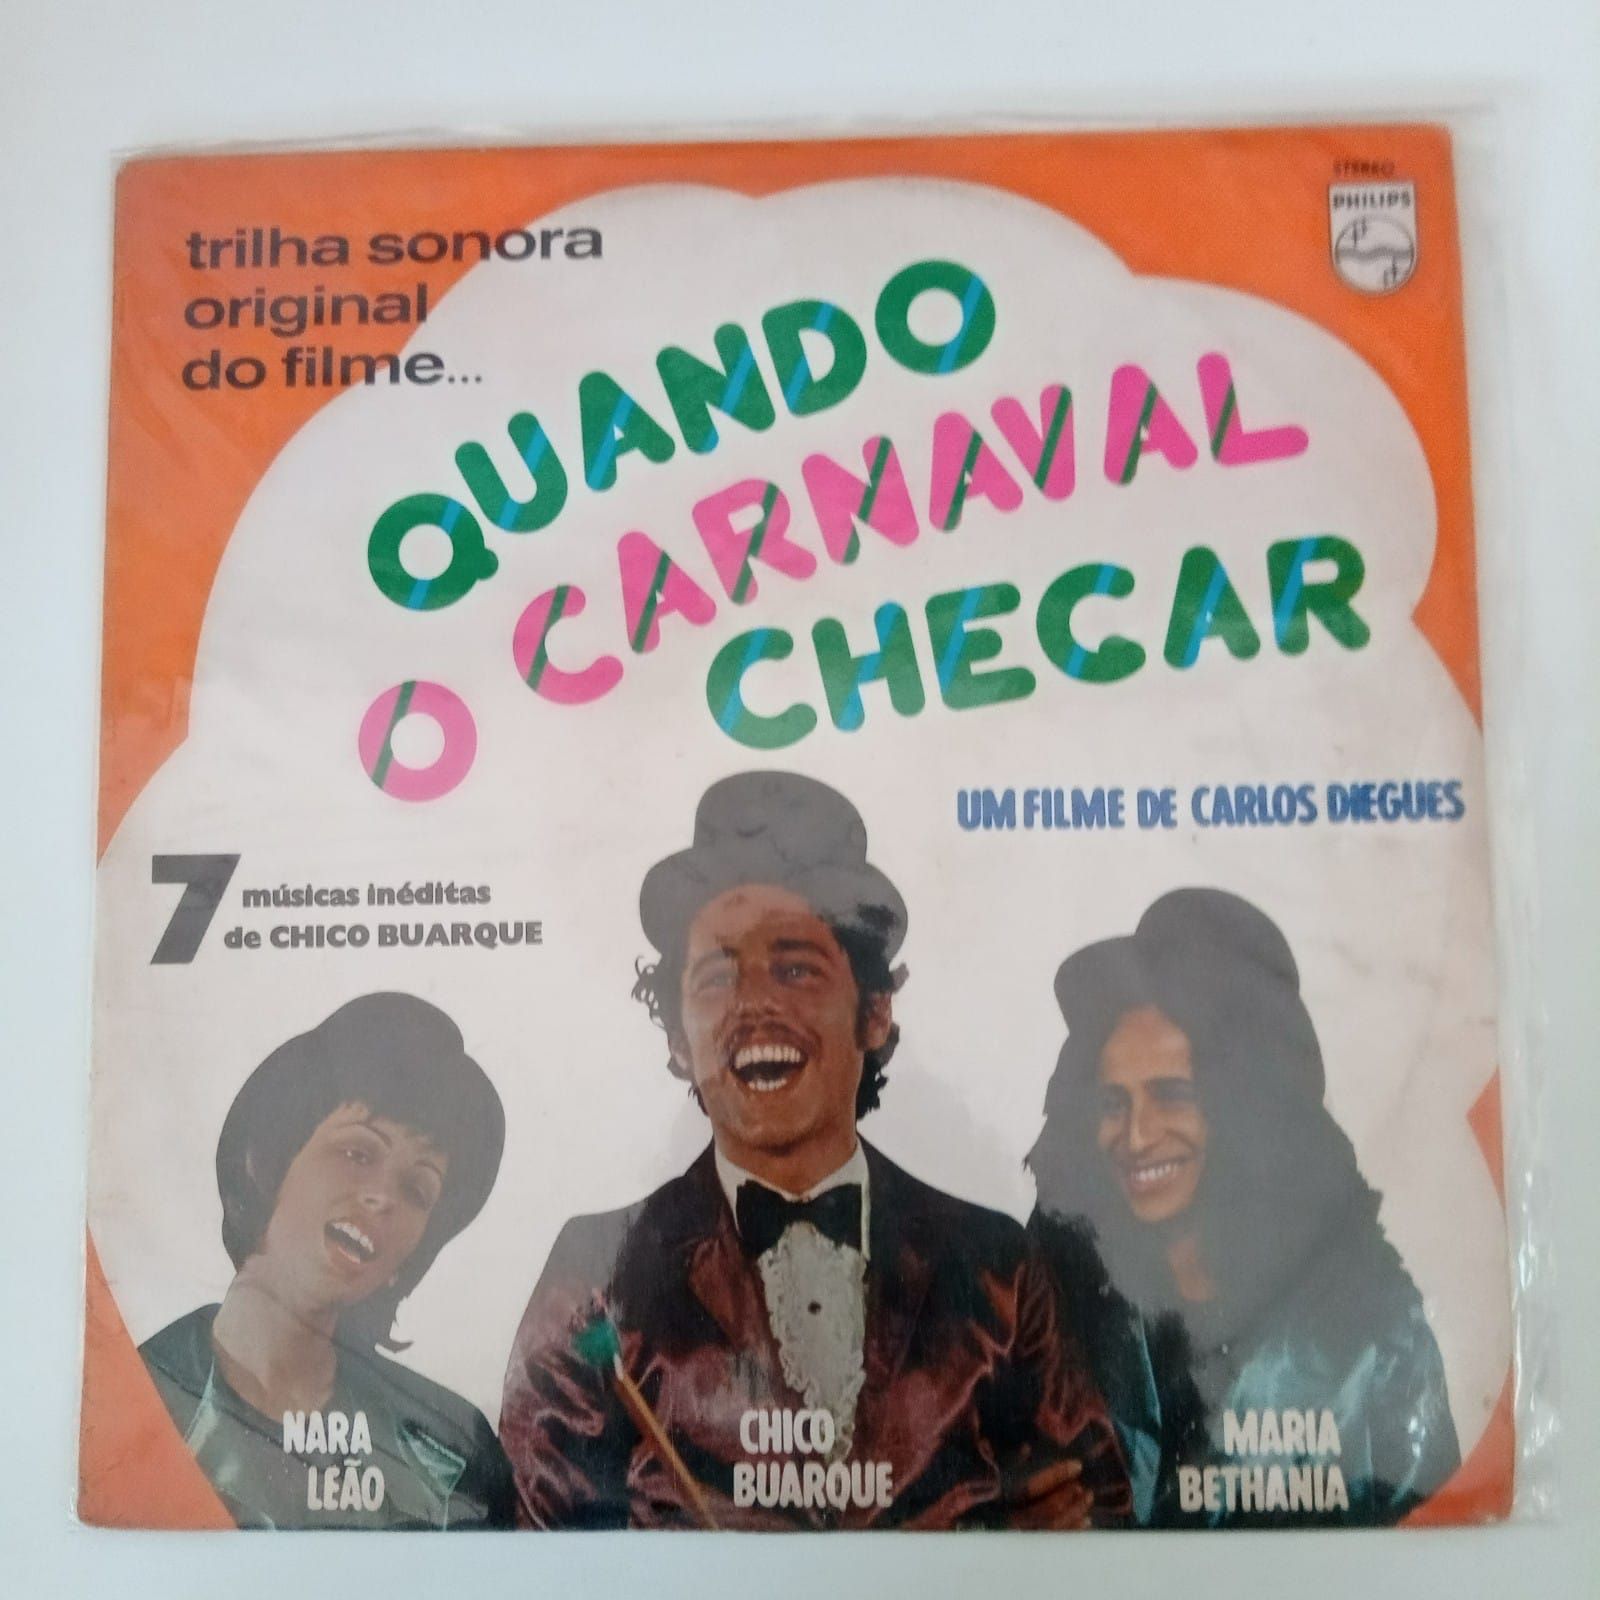 STEREO
PHILIPS
trilha sonora
original
do filme...
QUANDO
O CARNAVAL
CHEGAR
UM FILME DE CARLOS DIEGUES
7 músicas inéditas
de CHICO BUARQUE
NARA
LEÃO
CHICO
BUARQUE
MARIA
BETHANIA